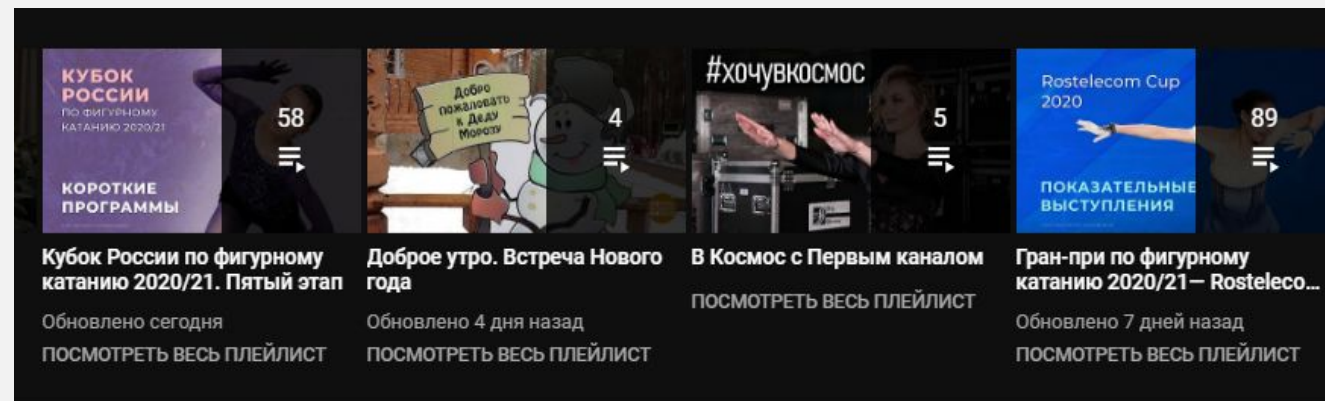 КУБОК
РОССИИ
ПО ФИГУРНОМУ
КАТАНИЮ 2020/21
КОРОТКИЕ
ПРОГРАММЫ
58
Кубок России по фигурному
катанию 2020/21. Пятый этап
Обновлено сегодня
ПОСМОТРЕТЬ ВЕСЬ ПЛЕЙЛИСТ
Добро
пожаловать
к Деду
Морозу
4
Доброе утро. Встреча Нового
года
Обновлено 4 дня назад
ПОСМОТРЕТЬ ВЕСЬ ПЛЕЙЛИСТ
#ХОЧУВКОСМОС
5
В Космос с Первым каналом
ПОСМОТРЕТЬ ВЕСЬ ПЛЕЙЛИСТ
Rostelecom Cup
2020
ПОКАЗАТЕЛЬНЫЕ
ВЫСТУПЛЕНИЯ
89
Гран-при по фигурному
катанию 2020/21— Rosteleco...
Обновлено 7 дней назад
ПОСМОТРЕТЬ ВЕСЬ ПЛЕЙЛИСТ